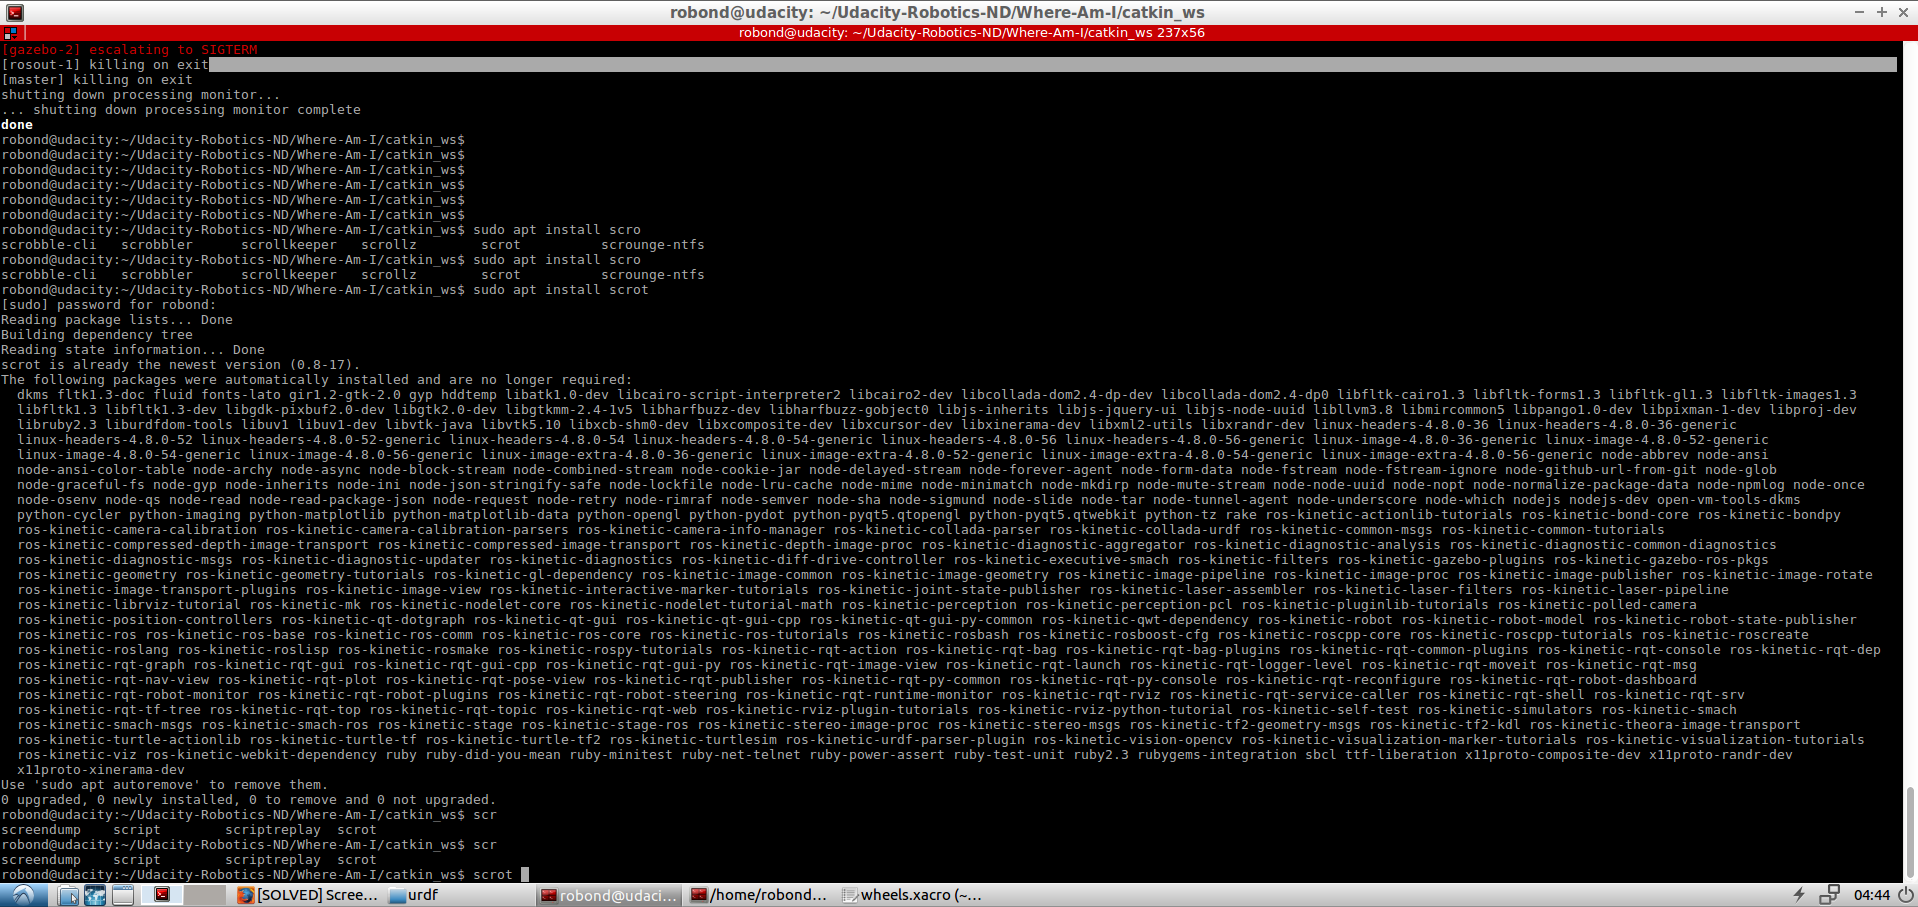 robond@udacity: ~/Udacity-Robotics-ND/Where-Am-I/catkin_ws
robond@udacity: ~/Udacity-Robotics-ND/Where-Am-I/catkin_ws 237x56
[gazebo-2] escalating to SIGTERM
[rosout-1] killing on exit
[master] killing on exit
shutting down processing monitor...
... shutting down processing monitor complete
done
robond@udacity:~/Udacity-Robotics-ND/Where-Am-I/catkin_ws$
robond@udacity:~/Udacity-Robotics-ND/Where-Am-I/catkin_ws$
robond@udacity:~/Udacity-Robotics-ND/Where-Am-I/catkin_ws$
robond@udacity:~/Udacity-Robotics-ND/Where-Am-I/catkin_ws$
robond@udacity:~/Udacity-Robotics-ND/Where-Am-I/catkin_ws$
robond@udacity:~/Udacity-Robotics-ND/Where-Am-I/catkin_ws$
robond@udacity:~/Udacity-Robotics-ND/Where-Am-I/catkin_ws$ sudo apt install scro
scrobble-cli   scrobbler      scrollkeeper   scrollz        scrot          scrounge-ntfs
robond@udacity:~/Udacity-Robotics-ND/Where-Am-I/catkin_ws$ sudo apt install scro
scrobble-cli   scrobbler      scrollkeeper   scrollz        scrot          scrounge-ntfs
robond@udacity:~/Udacity-Robotics-ND/Where-Am-I/catkin_ws$ sudo apt install scrot
[sudo] password for robond:
Reading package lists... Done
Building dependency tree
Reading state information... Done
scrot is already the newest version (0.8-17).
The following packages were automatically installed and are no longer required:
dkms fltk1.3-doc fluid fonts-lato gir1.2-gtk-2.0 gyp hddtemp libatk1.0-dev libcairo-script-interpreter2 libcairo2-dev libcollada-dom2.4-dp-dev libcollada-dom2.4-dp0 libfltk-cairo1.3 libfltk-forms1.3 libfltk-gl1.3 libfltk-images1.3
libfltk1.3 libfltk1.3-dev libgdk-pixbuf2.0-dev libgtk2.0-dev libgtkmm-2.4-1v5 libharfbuzz-dev libharfbuzz-gobject0 libjs-inherits libjs-jquery-ui libjs-node-uuid libllvm3.8 libmircommon5 libpango1.0-dev libpixman-1-dev libproj-dev
libruby2.3 liburdfdom-tools libuv1 libuv1-dev libvtk-java libvtk5.10 libxcb-shm0-dev libxcomposite-dev libxcursor-dev libxinerama-dev libxml2-utils libxrandr-dev linux-headers-4.8.0-36 linux-headers-4.8.0-36-generic
linux-headers-4.8.0-52 linux-headers-4.8.0-52-generic linux-headers-4.8.0-54 linux-headers-4.8.0-54-generic linux-headers-4.8.0-56 linux-headers-4.8.0-56-generic linux-image-4.8.0-36-generic linux-image-4.8.0-52-generic
linux-image-4.8.0-54-generic linux-image-4.8.0-56-generic linux-image-extra-4.8.0-36-generic linux-image-extra-4.8.0-52-generic linux-image-extra-4.8.0-54-generic linux-image-extra-4.8.0-56-generic node-abbrev node-ansi
node-ansi-color-table node-archy node-async node-block-stream node-combined-stream node-cookie-jar node-delayed-stream node-forever-agent node-form-data node-fstream node-fstream-ignore node-github-url-from-git node-glob
node-graceful-fs node-gyp node-inherits node-ini node-json-stringify-safe node-lockfile node-lru-cache node-mime node-minimatch node-mkdirp node-mute-stream node-node-uuid node-nopt node-normalize-package-data node-npmlog node-once
node-osenv node-qs node-read node-read-package-json node-request node-retry node-rimraf node-semver node-sha node-sigmund node-slide node-tar node-tunnel-agent node-underscore node-which nodejs nodejs-dev open-vm-tools-dkms
python-cycler python-imaging python-matplotlib python-matplotlib-data python-opengl python-pydot python-pyqt5.qtopengl python-pyqt5.qtwebkit python-tz rake ros-kinetic-actionlib-tutorials ros-kinetic-bond-core ros-kinetic-bondpy
ros-kinetic-camera-calibration ros-kinetic-camera-calibration-parsers ros-kinetic-camera-info-manager ros-kinetic-collada-parser ros-kinetic-collada-urdf ros-kinetic-common-msgs ros-kinetic-common-tutorials
ros-kinetic-compressed-depth-image-transport ros-kinetic-compressed-image-transport ros-kinetic-depth-image-proc ros-kinetic-diagnostic-aggregator ros-kinetic-diagnostic-analysis ros-kinetic-diagnostic-common-diagnostics
ros-kinetic-diagnostic-msgs ros-kinetic-diagnostic-updater ros-kinetic-diagnostics ros-kinetic-diff-drive-controller ros-kinetic-executive-smach ros-kinetic-filters ros-kinetic-gazebo-plugins ros-kinetic-gazebo-ros-pkgs
ros-kinetic-geometry ros-kinetic-geometry-tutorials ros-kinetic-gl-dependency ros-kinetic-image-common ros-kinetic-image-geometry ros-kinetic-image-pipeline ros-kinetic-image-proc ros-kinetic-image-publisher ros-kinetic-image-rotate
ros-kinetic-image-transport-plugins ros-kinetic-image-view ros-kinetic-interactive-marker-tutorials ros-kinetic-joint-state-publisher ros-kinetic-laser-assembler ros-kinetic-laser-filters ros-kinetic-laser-pipeline
ros-kinetic-librviz-tutorial ros-kinetic-mk ros-kinetic-nodelet-core ros-kinetic-nodelet-tutorial-math ros-kinetic-perception ros-kinetic-perception-pcl ros-kinetic-pluginlib-tutorials ros-kinetic-polled-camera
ros-kinetic-position-controllers ros-kinetic-qt-dotgraph ros-kinetic-qt-gui ros-kinetic-qt-gui-cpp ros-kinetic-qt-gui-py-common ros-kinetic-qwt-dependency ros-kinetic-robot ros-kinetic-robot-model ros-kinetic-robot-state-publisher
ros-kinetic-ros ros-kinetic-ros-base ros-kinetic-ros-comm ros-kinetic-ros-core ros-kinetic-ros-tutorials ros-kinetic-rosbash ros-kinetic-rosboost-cfg ros-kinetic-roscpp-core ros-kinetic-roscpp-tutorials ros-kinetic-roscreate
ros-kinetic-roslang ros-kinetic-roslisp ros-kinetic-rosmake ros-kinetic-rospy-tutorials ros-kinetic-rqt-action ros-kinetic-rqt-bag ros-kinetic-rqt-bag-plugins ros-kinetic-rqt-common-plugins ros-kinetic-rqt-console ros-kinetic-rqt-dep
ros-kinetic-rqt-graph ros-kinetic-rqt-gui ros-kinetic-rqt-gui-cpp ros-kinetic-rqt-gui-py ros-kinetic-rqt-image-view ros-kinetic-rqt-launch ros-kinetic-rqt-logger-level ros-kinetic-rqt-moveit ros-kinetic-rqt-msg
ros-kinetic-rqt-nav-view ros-kinetic-rqt-plot ros-kinetic-rqt-pose-view ros-kinetic-rqt-publisher ros-kinetic-rqt-py-common ros-kinetic-rqt-py-console ros-kinetic-rqt-reconfigure ros-kinetic-rqt-robot-dashboard
ros-kinetic-rqt-robot-monitor ros-kinetic-rqt-robot-plugins ros-kinetic-rqt-robot-steering ros-kinetic-rqt-runtime-monitor ros-kinetic-rqt-rviz ros-kinetic-rqt-service-caller ros-kinetic-rqt-shell ros-kinetic-rqt-srv
ros-kinetic-rqt-tf-tree ros-kinetic-rqt-top ros-kinetic-rqt-topic ros-kinetic-rqt-web ros-kinetic-rviz-plugin-tutorials ros-kinetic-rviz-python-tutorial ros-kinetic-self-test ros-kinetic-simulators ros-kinetic-smach
ros-kinetic-smach-msgs ros-kinetic-smach-ros ros-kinetic-stage ros-kinetic-stage-ros ros-kinetic-stereo-image-proc ros-kinetic-stereo-msgs ros-kinetic-tf2-geometry-msgs ros-kinetic-tf2-kdl ros-kinetic-theora-image-transport
ros-kinetic-turtle-actionlib ros-kinetic-turtle-tf ros-kinetic-turtle-tf2 ros-kinetic-turtlesim ros-kinetic-urdf-parser-plugin ros-kinetic-vision-opencv ros-kinetic-visualization-marker-tutorials ros-kinetic-visualization-tutorials
ros-kinetic-viz ros-kinetic-webkit-dependency ruby ruby-did-you-mean ruby-minitest ruby-net-telnet ruby-power-assert ruby-test-unit ruby2.3 rubygems-integration sbcl ttf-liberation x11proto-composite-dev x11proto-randr-dev
x11proto-xinerama-dev
Use 'sudo apt autoremove' to remove them.
0 upgraded, 0 newly installed, 0 to remove and 0 not upgraded.
robond@udacity:~/Udacity-Robotics-ND/Where-Am-I/catkin_ws$ scr
screendump    script        scriptreplay  scrot
robond@udacity:~/Udacity-Robotics-ND/Where-Am-I/catkin_ws$ scr
screendump    script        scriptreplay  scrot
robond@udacity:~/Udacity-Robotics-ND/Where-Am-I/catkin_ws$ scrot
[SOLVED] Scree... urdf robond@udaci... /home/robond... wheels.xacro (~... 04:44